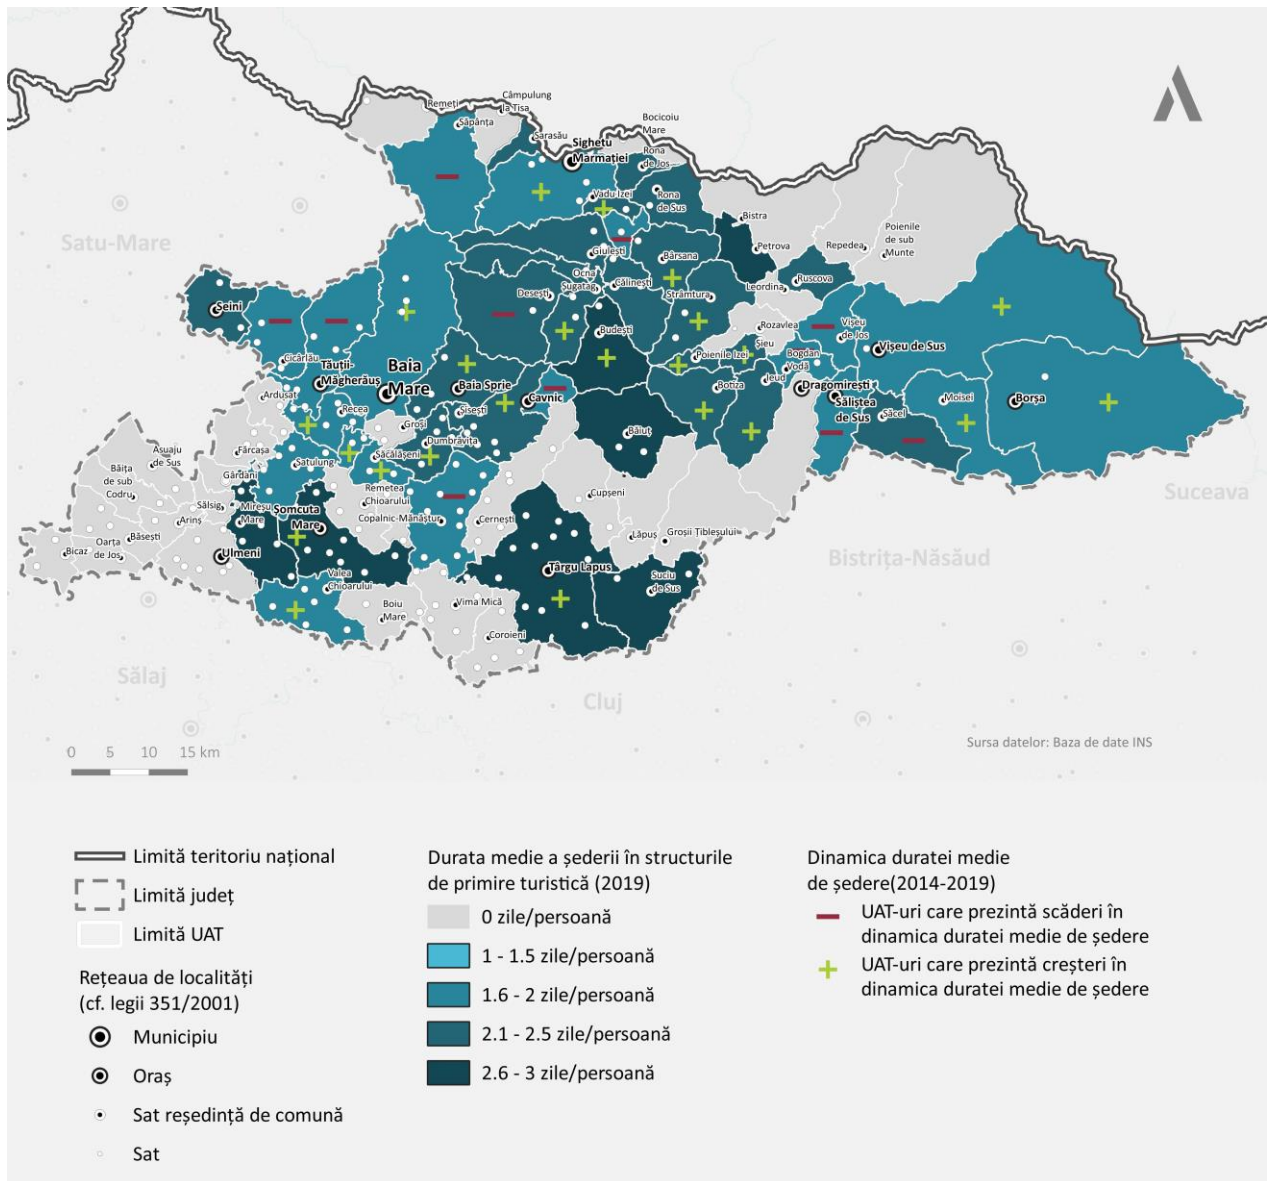 Câmpulung
la Tisa
Remeți
Săpânța
Bocicoiu
Mare
Sarasău
Sighetu
Marmației
Rona
de Jos
Vadu Izei
Rona
de Sus
Bistra
Poienile
de sub
Munte
Petrova
Repedea
Satu-Mare
Giulești
Bârsana
Ocna
Șugatag
Călinești
Desești
Strâmtura
Leordina
Ruscova
Seini
Budești
Rozavlea
Vișeu
de Jos
Șieu
Vișeu de Sus
Cicârlău
Tăuții-
Măgherăuș
Baia
Mare
Baia Sprie
Poienile Izei
Bogdan
Vodă
Botiza
Ieud
Dragomirești
Săliștea
de Sus
Moisei
Borșa
Ardusat
Recea
Cavnic
Șisești
Groși
Săcel
Dumbrăvița
Băiuț
Fărcașa
Asuaju
de Sus
Satulung
Săcălășeni
Băița
de sub
Codru
Gârdani
Remetea
Chioarului
Cupșeni
Suceava
Sălsig
Mireșu
Mare
Șomcuta
Mare
Copalnic-Mănăștur
Cernești
Arinș
Groșii Țibleșului
Lăpuș
Oarța
de Jos
Băsești
Bicaz
Ulmeni
Bistrița-Năsăud
Valea
Chioarului
Târgu Lapus
Suciu
de Sus
Boiu
Mare
Vima Mică
Coroieni
Sălaj
Cluj
0 5 10 15 km
Sursa datelor: Baza de date INS
Limită teritoriu național
Limită județ
Limită UAT
Rețeaua de localități
(cf. legii 351/2001)
Municipiu
Oraș
Sat reședință de comună
Sat
Durata medie a șederii în structurile
de primire turistică (2019)
0 zile/persoană
1 - 1.5 zile/persoană
1.6 - 2 zile/persoană
2.1 - 2.5 zile/persoană
2.6 - 3 zile/persoană
Dinamica duratei medie
de ședere(2014-2019)
UAT-uri care prezintă scăderi în
dinamica duratei medie de ședere
UAT-uri care prezintă creșteri în
dinamica duratei medie de ședere